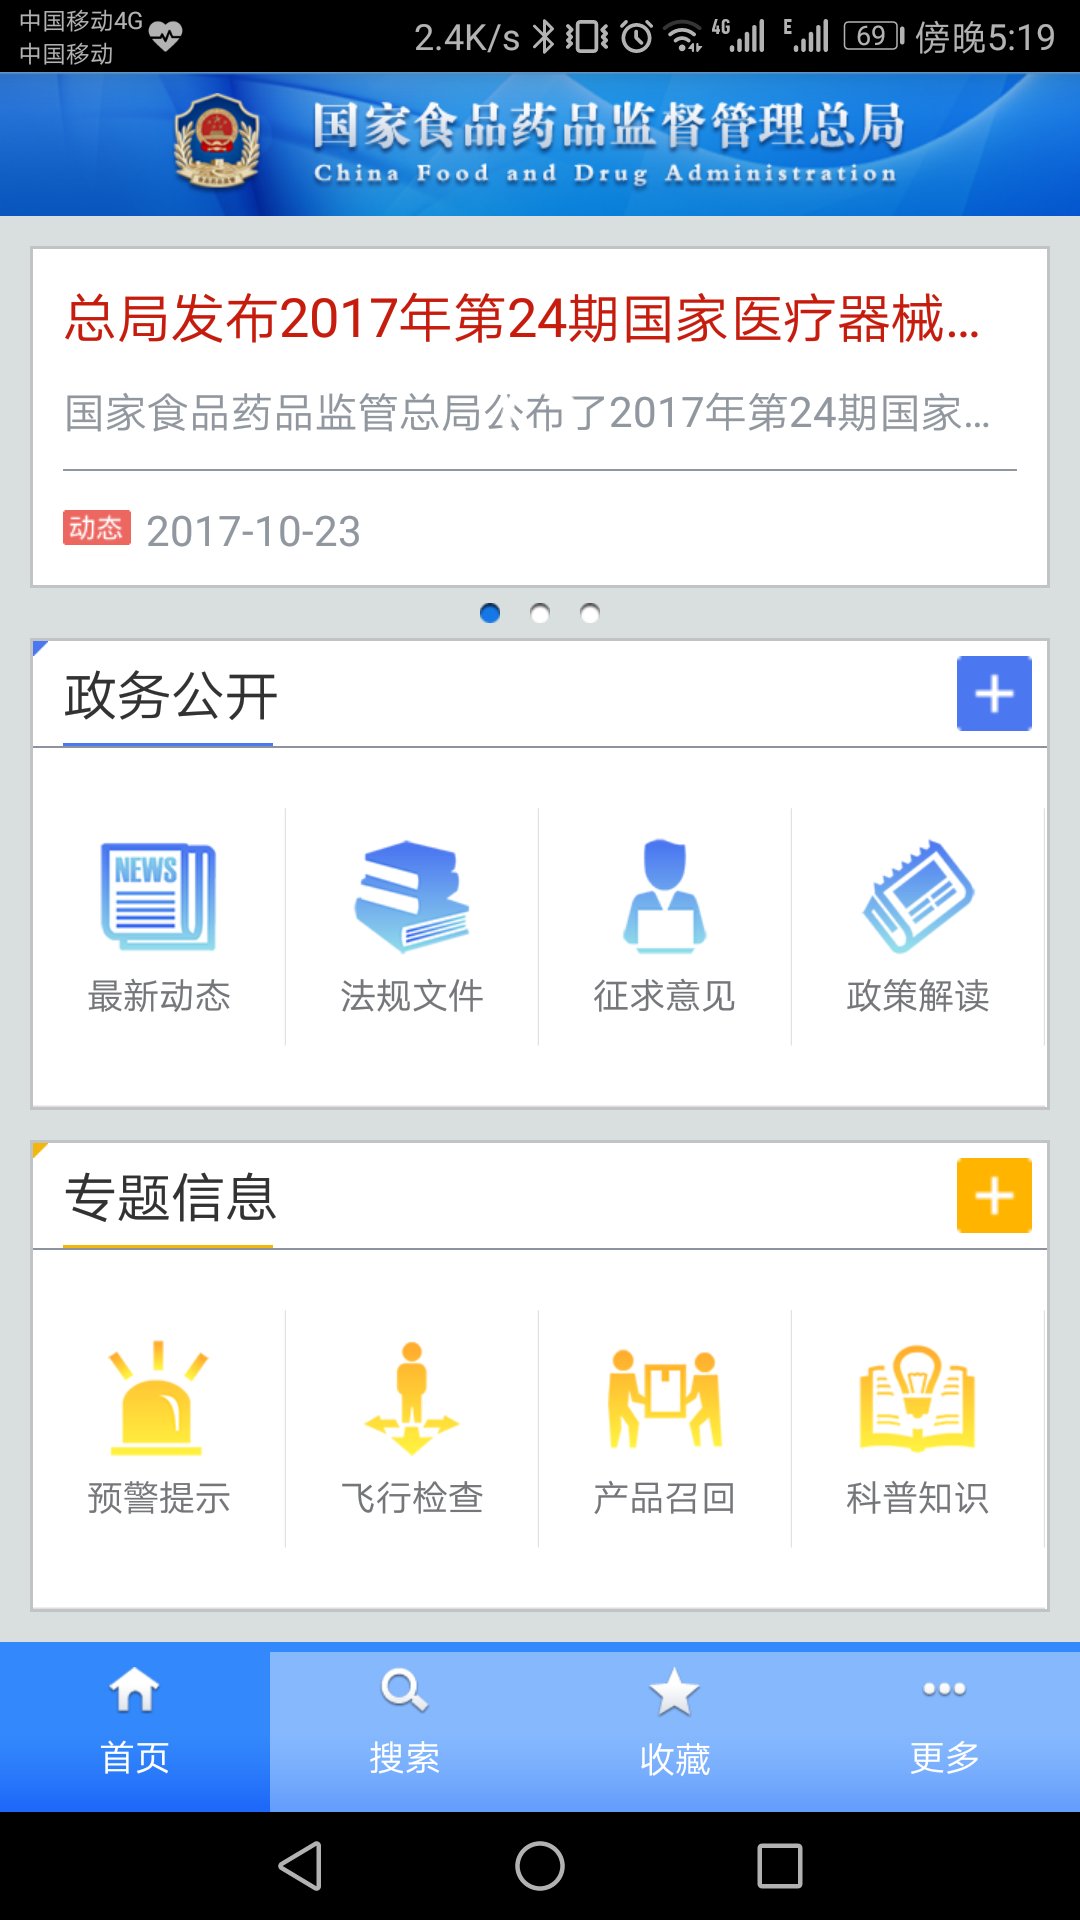 中国移动4G
中国移动
2.4K/s 4G E 69 傍晚5:19
国家食品药品监督管理总局
China Food and Drug Administration
总局发布2017年第24期国家医疗器械...
国家食品药品监管总局公布了2017年第24期国家...
动态 2017-10-23
政务公开
NEWS
最新动态 法规文件 征求意见 政策解读
专题信息
预警提示 飞行检查 产品召回 科普知识
首页 搜索 收藏 更多